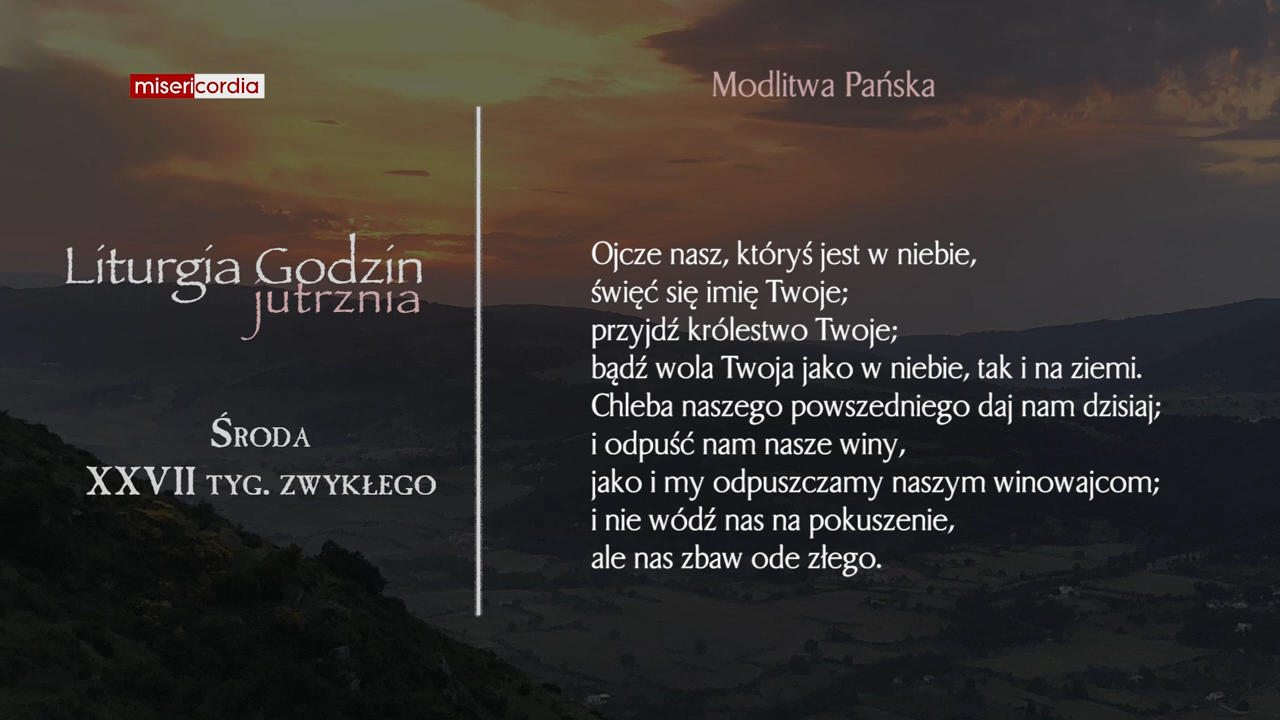 misericordia
Liturgia Godzin
jutrznia
Środa
XXVII tyg. zwykłego
Modlitwa Pańska
Ojcze nasz, któryś jest w niebie,
święć się imię Twoje;
przyjdź królestwo Twoje;
bądź wola Twoja jako w niebie, tak i na ziemi.
Chleba naszego powszedniego daj nam dzisiaj;
i odpuść nam nasze winy,
jako i my odpuszczamy naszym winowajcom;
i nie wódź nas na pokuszenie,
ale nas zbaw ode złego.